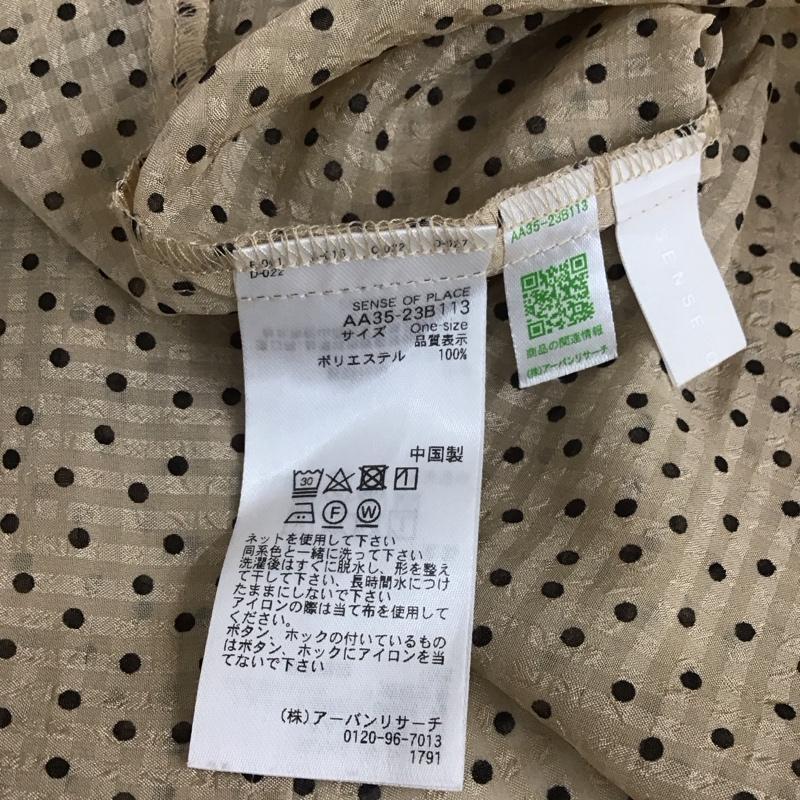 D-022
C-022
D-027
SENSE OF PLACE
AA35-23B113
サイズ One size
品質表示
ポリエステル 100%
中国製
30
1
F W
ネットを使用して下さい
同系色と一緒に洗って下さい
洗濯後はすぐに脱水し、形を整え
て干して下さい、長時間水につけ
たままにしないで下さい
アイロンの際は当て布を使用して
ください。
ボタン、ホックの付いているもの
はボタン、ホックにアイロンを当
てないで下さい
(株)アーバンリサーチ
0120-96-7013
1791
AA35-23B113
商品の関連情報
(株)アーバンリサーチ
SENSE O